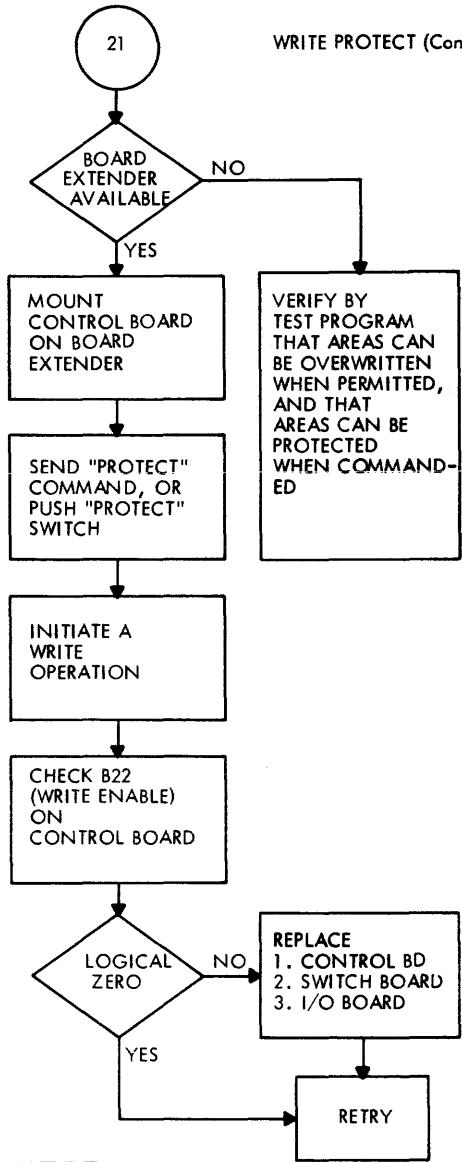 21
WRITE PROTECT (Con
BOARD
EXTENDER
AVAILABLE
NO
YES
MOUNT
CONTROL BOARD
ON BOARD
EXTENDER
VERIFY BY
TEST PROGRAM
THAT AREAS CAN
BE OVERWRITTEN
WHEN PERMITTED,
AND THAT
AREAS CAN BE
PROTECTED
WHEN COMMAND-
ED
SEND "PROTECT"
COMMAND, OR
PUSH "PROTECT"
SWITCH
INITIATE A
WRITE
OPERATION
CHECK B22
(WRITE ENABLE)
ON
CONTROL BOARD
LOGICAL
ZERO
NO
YES
REPLACE
1. CONTROL BD
2. SWITCH BOARD
3. I/O BOARD
RETRY